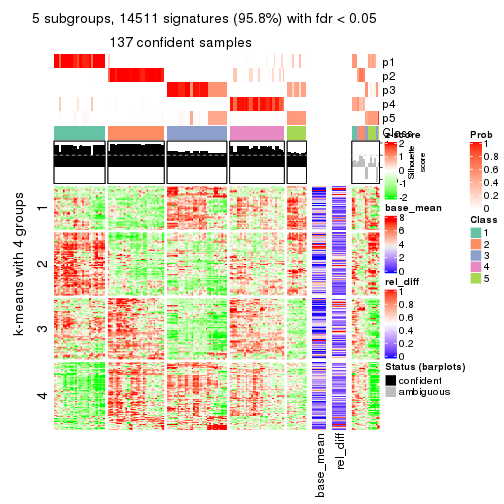 5 subgroups, 14511 signatures (95.8%) with fdr < 0.05
137 confident samples
p1
p2
p3
p4
p5
Class
Silhouette
score
k-means with 4 groups
1
2
3
4
base_mean
rel_diff
z-score
2
1
0
-1
-2
base_mean
8
6
4
2
0
rel_diff
1
0.8
0.6
0.4
0.2
0
Status (barplots)
confident
ambiguous
Prob
1
0.8
0.6
0.4
0.2
0
Class
1
2
3
4
5